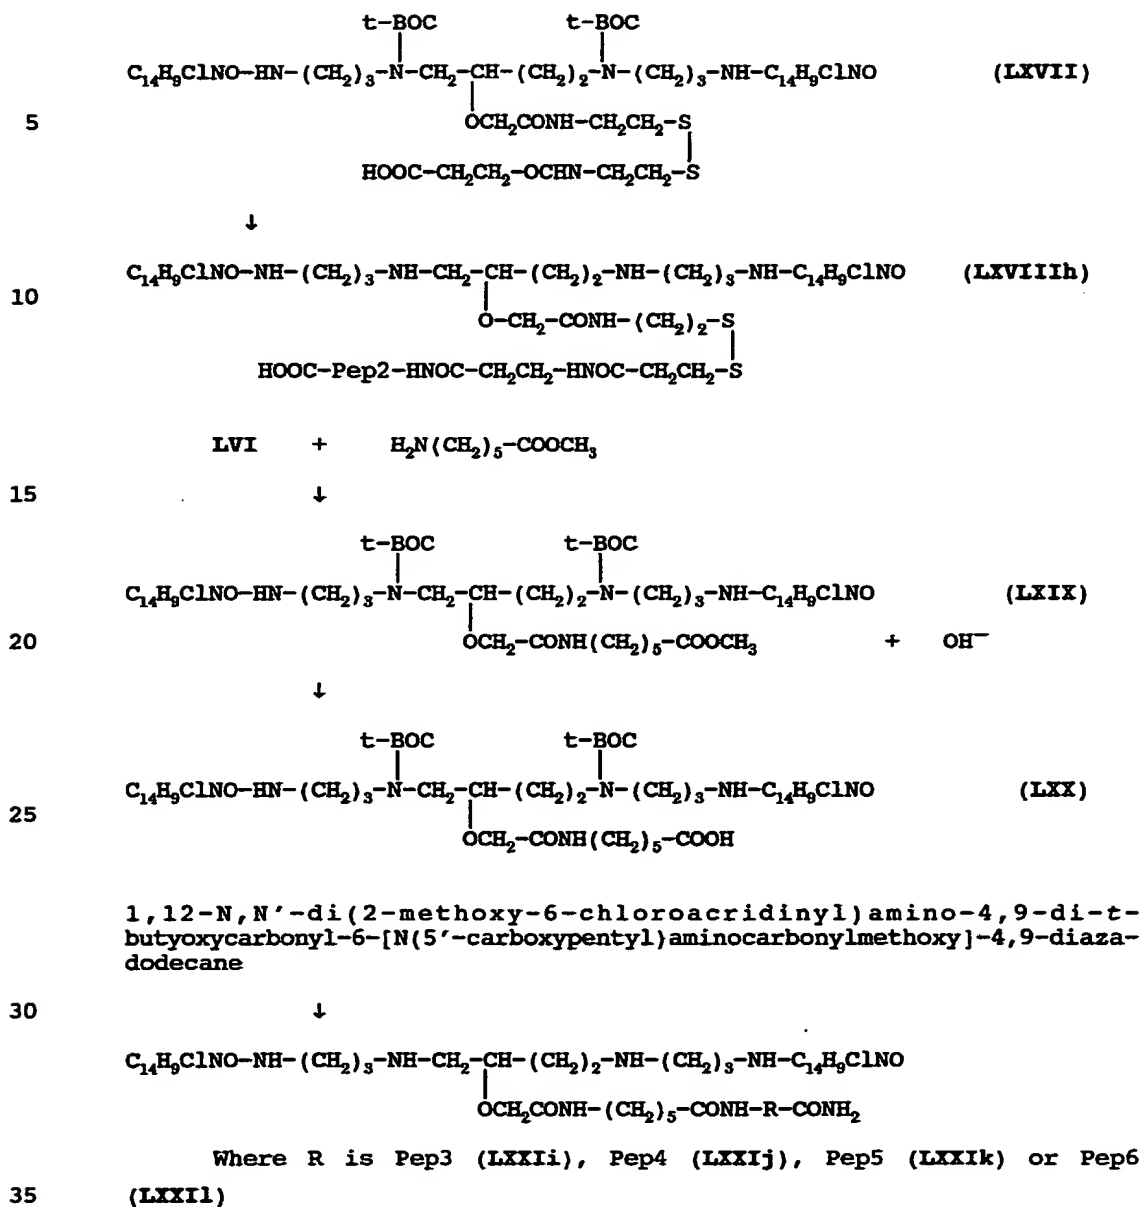 t-BOC t-BOC
C₁₄H₉ClNO-HN-(CH₂)₃-N-CH₂-CH-(CH₂)₂-N-(CH₂)₃-NH-C₁₄H₉ClNO (LXVII)
5 OCH₂CONH-CH₂CH₂-S
HOOC-CH₂CH₂-OCHN-CH₂CH₂-S
↓
C₁₄H₉ClNO-NH-(CH₂)₃-NH-CH₂-CH-(CH₂)₂-NH-(CH₂)₃-NH-C₁₄H₉ClNO (LXVIIIh)
10 O-CH₂-CONH-(CH₂)₂-S
HOOC-Pep2-HNOC-CH₂CH₂-HNOC-CH₂CH₂-S
LVI + H₂N(CH₂)₅-COOCH₃
15 ↓
t-BOC t-BOC
C₁₄H₉ClNO-HN-(CH₂)₃-N-CH₂-CH-(CH₂)₂-N-(CH₂)₃-NH-C₁₄H₉ClNO (LXIX)
20 OCH₂-CONH(CH₂)₅-COOCH₃ + OH⁻
↓
t-BOC t-BOC
C₁₄H₉ClNO-HN-(CH₂)₃-N-CH₂-CH-(CH₂)₂-N-(CH₂)₃-NH-C₁₄H₉ClNO (LXX)
25 OCH₂-CONH(CH₂)₅-COOH
1,12-N,N′-di(2-methoxy-6-chloroacridinyl)amino-4,9-di-t-
butyoxycarbonyl-6-[N(5′-carboxypentyl)aminocarbonylmethoxy]-4,9-diaza-
dodecane
30 ↓
C₁₄H₉ClNO-NH-(CH₂)₃-NH-CH₂-CH-(CH₂)₂-NH-(CH₂)₃-NH-C₁₄H₉ClNO
OCH₂CONH-(CH₂)₅-CONH-R-CONH₂
Where R is Pep3 (LXXIi), Pep4 (LXXIj), Pep5 (LXXIk) or Pep6
35 (LXXIl)